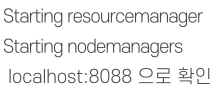 Starting resourcemanager
Starting nodemanagers
localhost:8088 으로 확인